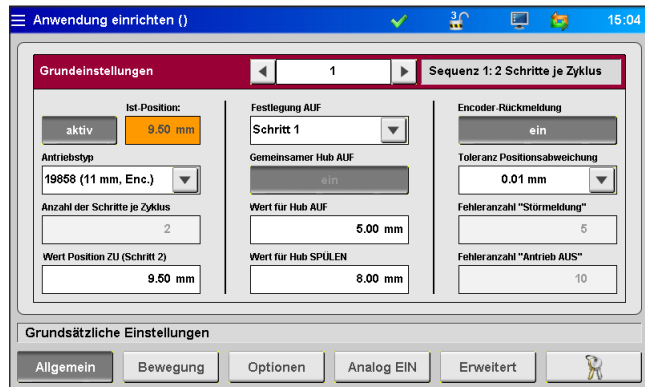 Anwendung einrichten ()
3
15:04
Grundeinstellungen
1
Sequenz 1: 2 Schritte je Zyklus
Ist-Position:
aktiv
9.50 mm
Antriebstyp
19858 (11 mm, Enc.)
Anzahl der Schritte je Zyklus
2
Wert Position ZU (Schritt 2)
9.50 mm
Festlegung AUF
Schritt 1
Gemeinsamer Hub AUF
ein
Wert für Hub AUF
5.00 mm
Wert für Hub SPÜLEN
8.00 mm
Encoder-Rückmeldung
ein
Toleranz Positionsabweichung
0.01 mm
Fehleranzahl "Störmeldung"
5
Fehleranzahl "Antrieb AUS"
10
Grundsätzliche Einstellungen
Allgemein
Bewegung
Optionen
Analog EIN
Erweitert